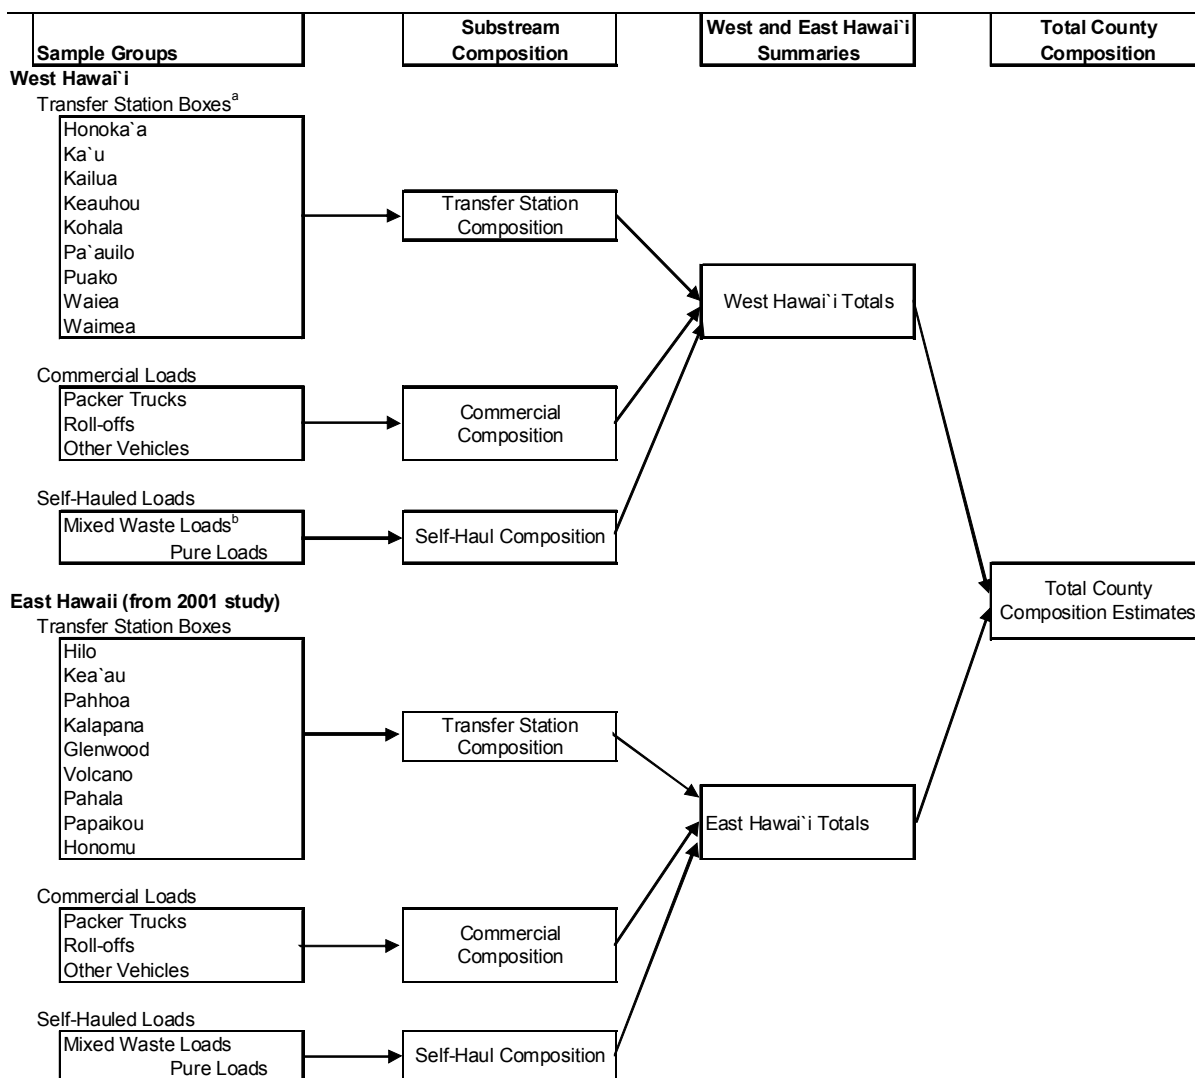 Sample Groups
Substream
Composition
West and East Hawai`i
Summaries
Total County
Composition
West Hawai`i
Transfer Station Boxesa
Honoka`a
Ka`u
Kailua
Keauhou
Kohala
Pa`auilo
Puako
Waiea
Waimea
Transfer Station
Composition
West Hawai`i Totals
Commercial Loads
Packer Trucks
Roll-offs
Other Vehicles
Commercial
Composition
Self-Hauled Loads
Mixed Waste Loadsb
Pure Loads
Self-Haul Composition
Total County
Composition Estimates
East Hawaii (from 2001 study)
Transfer Station Boxes
Hilo
Kea`au
Pahhoa
Kalapana
Glenwood
Volcano
Pahala
Papaikou
Honomu
Transfer Station
Composition
East Hawai`i Totals
Commercial Loads
Packer Trucks
Roll-offs
Other Vehicles
Commercial
Composition
Self-Hauled Loads
Mixed Waste Loads
Pure Loads
Self-Haul Composition